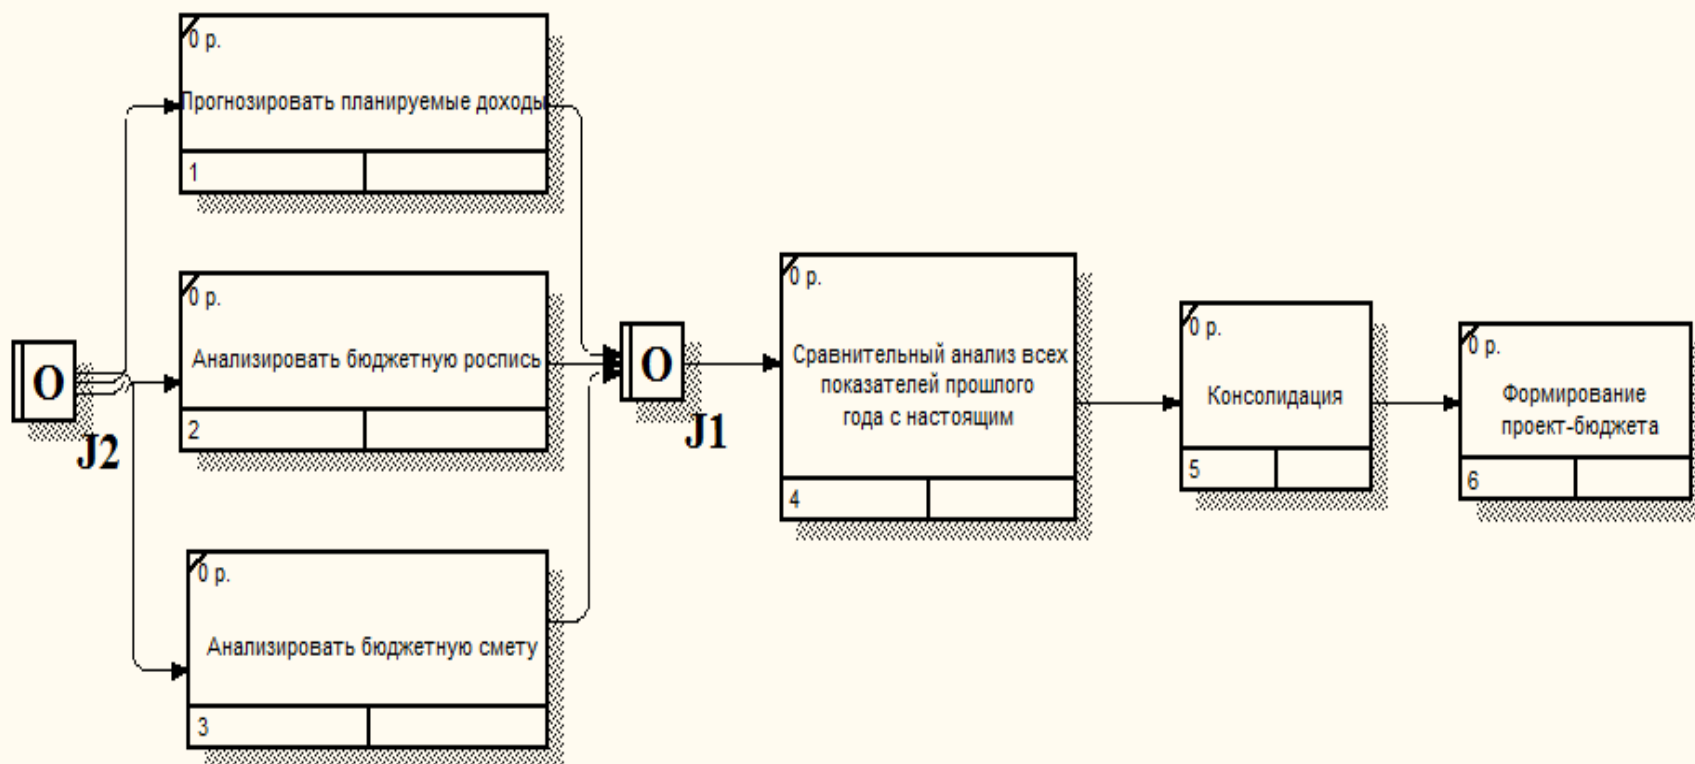 0 р.
Прогнозировать планируемые доходы
1
0 р.
Анализировать бюджетную роспись
2
O
J2
0 р.
Анализировать бюджетную смету
3
O
J1
0 р.
Сравнительный анализ всех
показателей прошлого
года с настоящим
4
0 р.
Консолидация
5
0 р.
Формирование
проект-бюджета
6